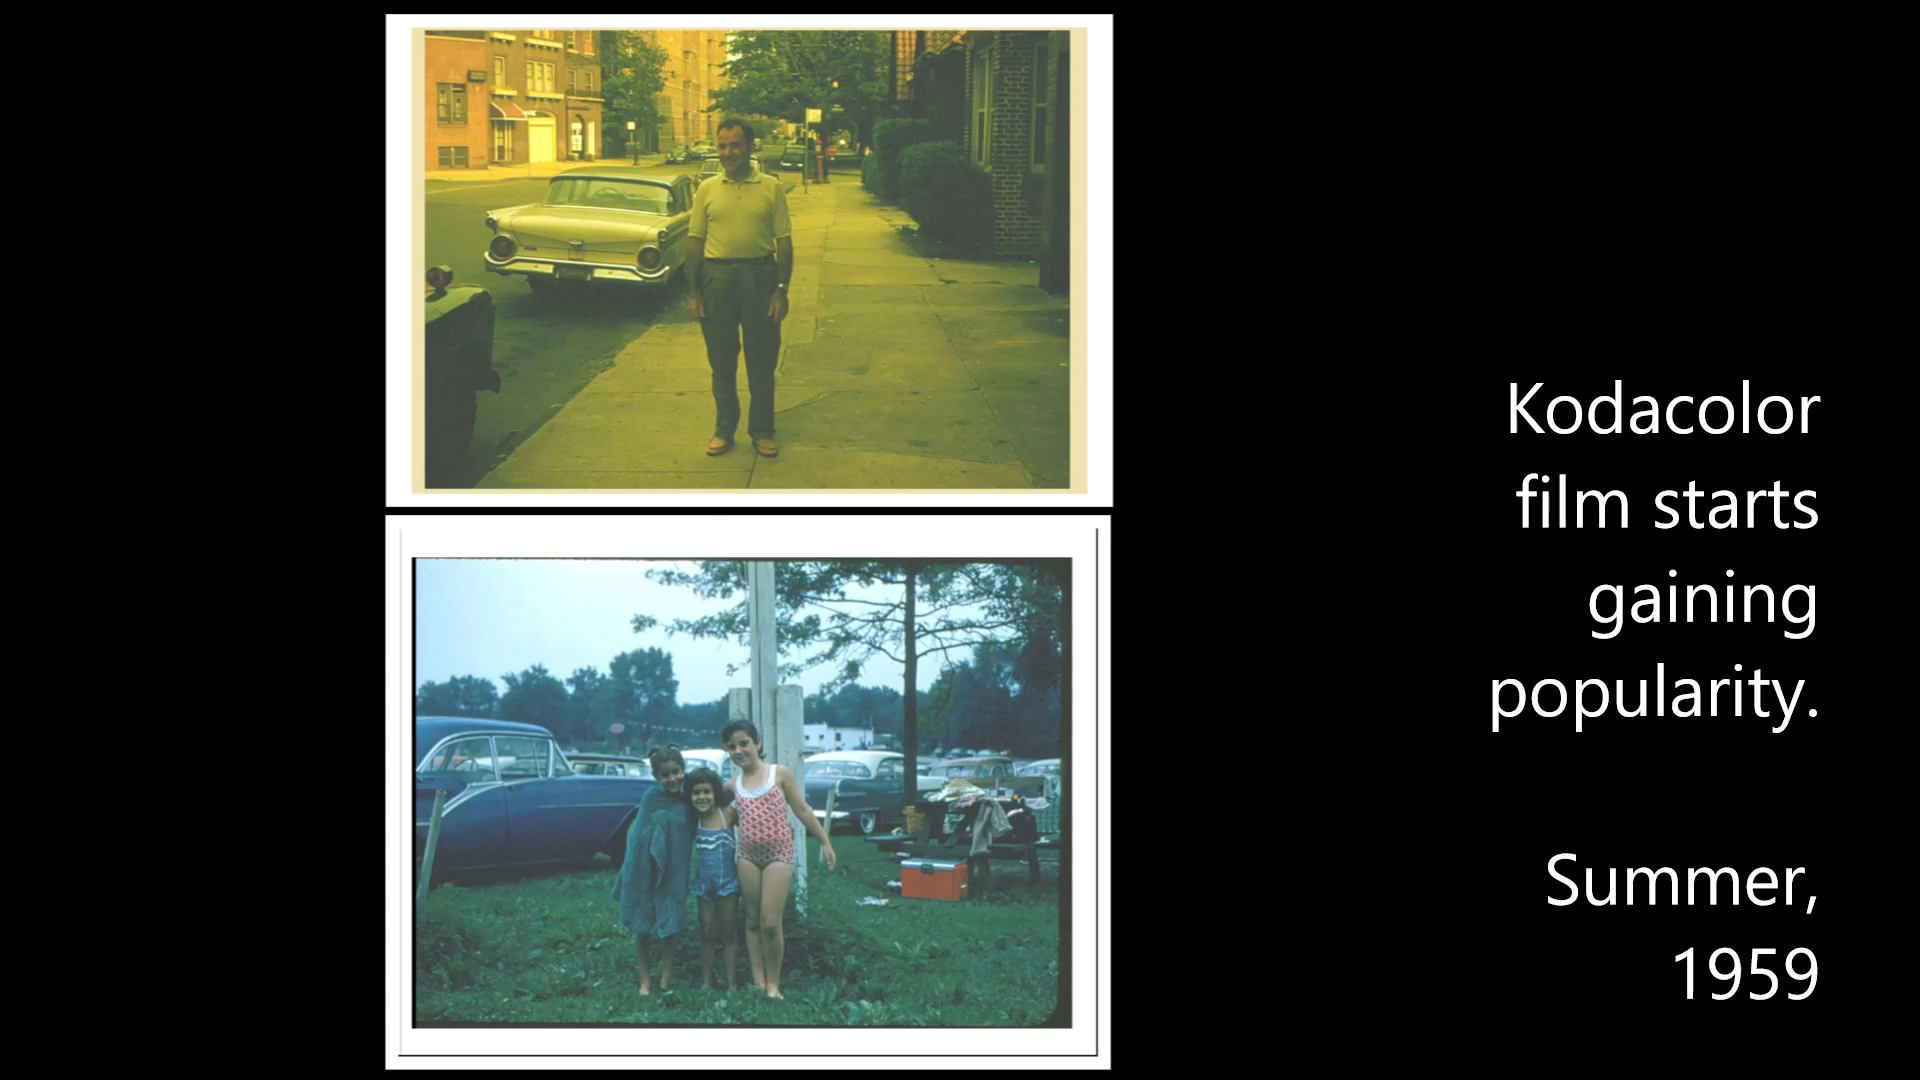 Kodacolor
film starts
gaining
popularity.
Summer,
1959